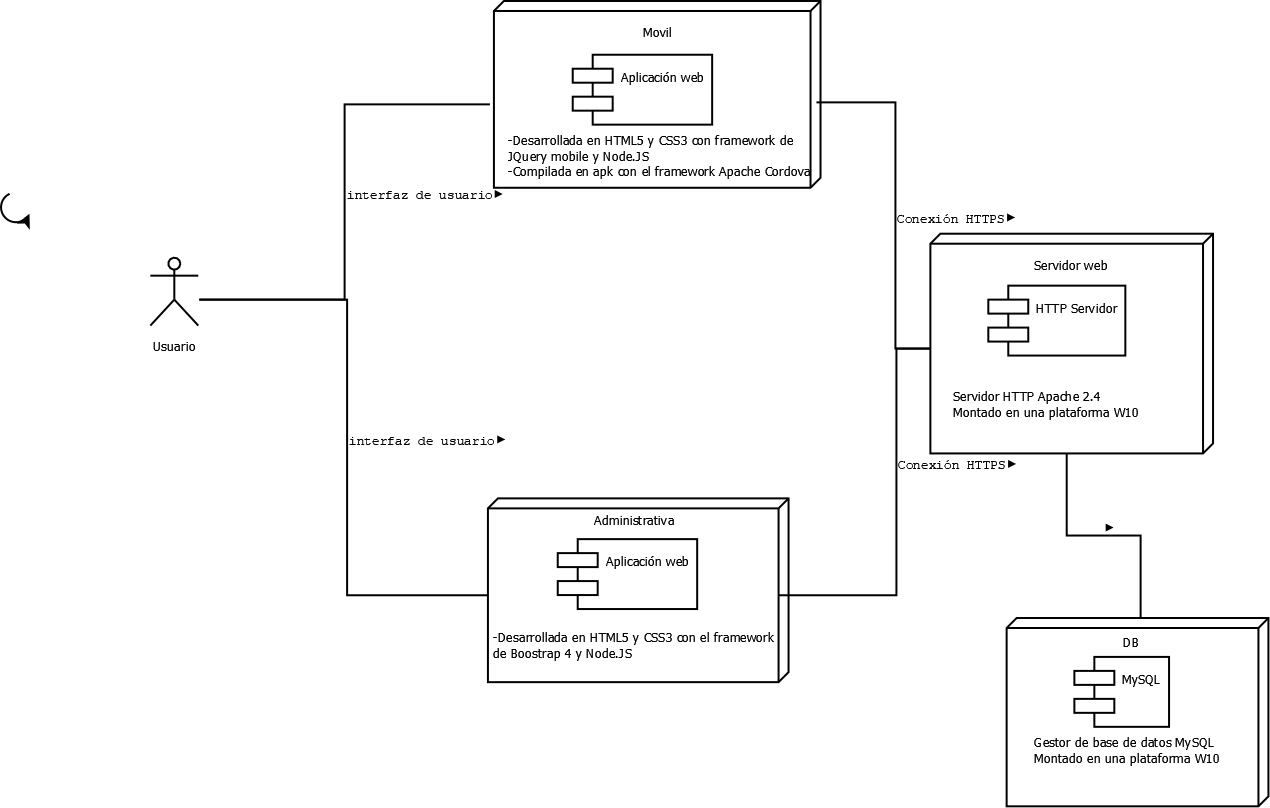 Movil
Aplicación web
-Desarrollada en HTML5 y CSS3 con framework de
JQuery mobile y Node.JS
-Compilada en apk con el framework Apache Cordova
interfaz de usuario
Conexión HTTPS
Usuario
Servidor web
HTTP Servidor
Servidor HTTP Apache 2.4
Montado en una plataforma W10
interfaz de usuario
Conexión HTTPS
Administrativa
Aplicación web
-Desarrollada en HTML5 y CSS3 con el framework
de Boostrap 4 y Node.JS
DB
MySQL
Gestor de base de datos MySQL
Montado en una plataforma W10